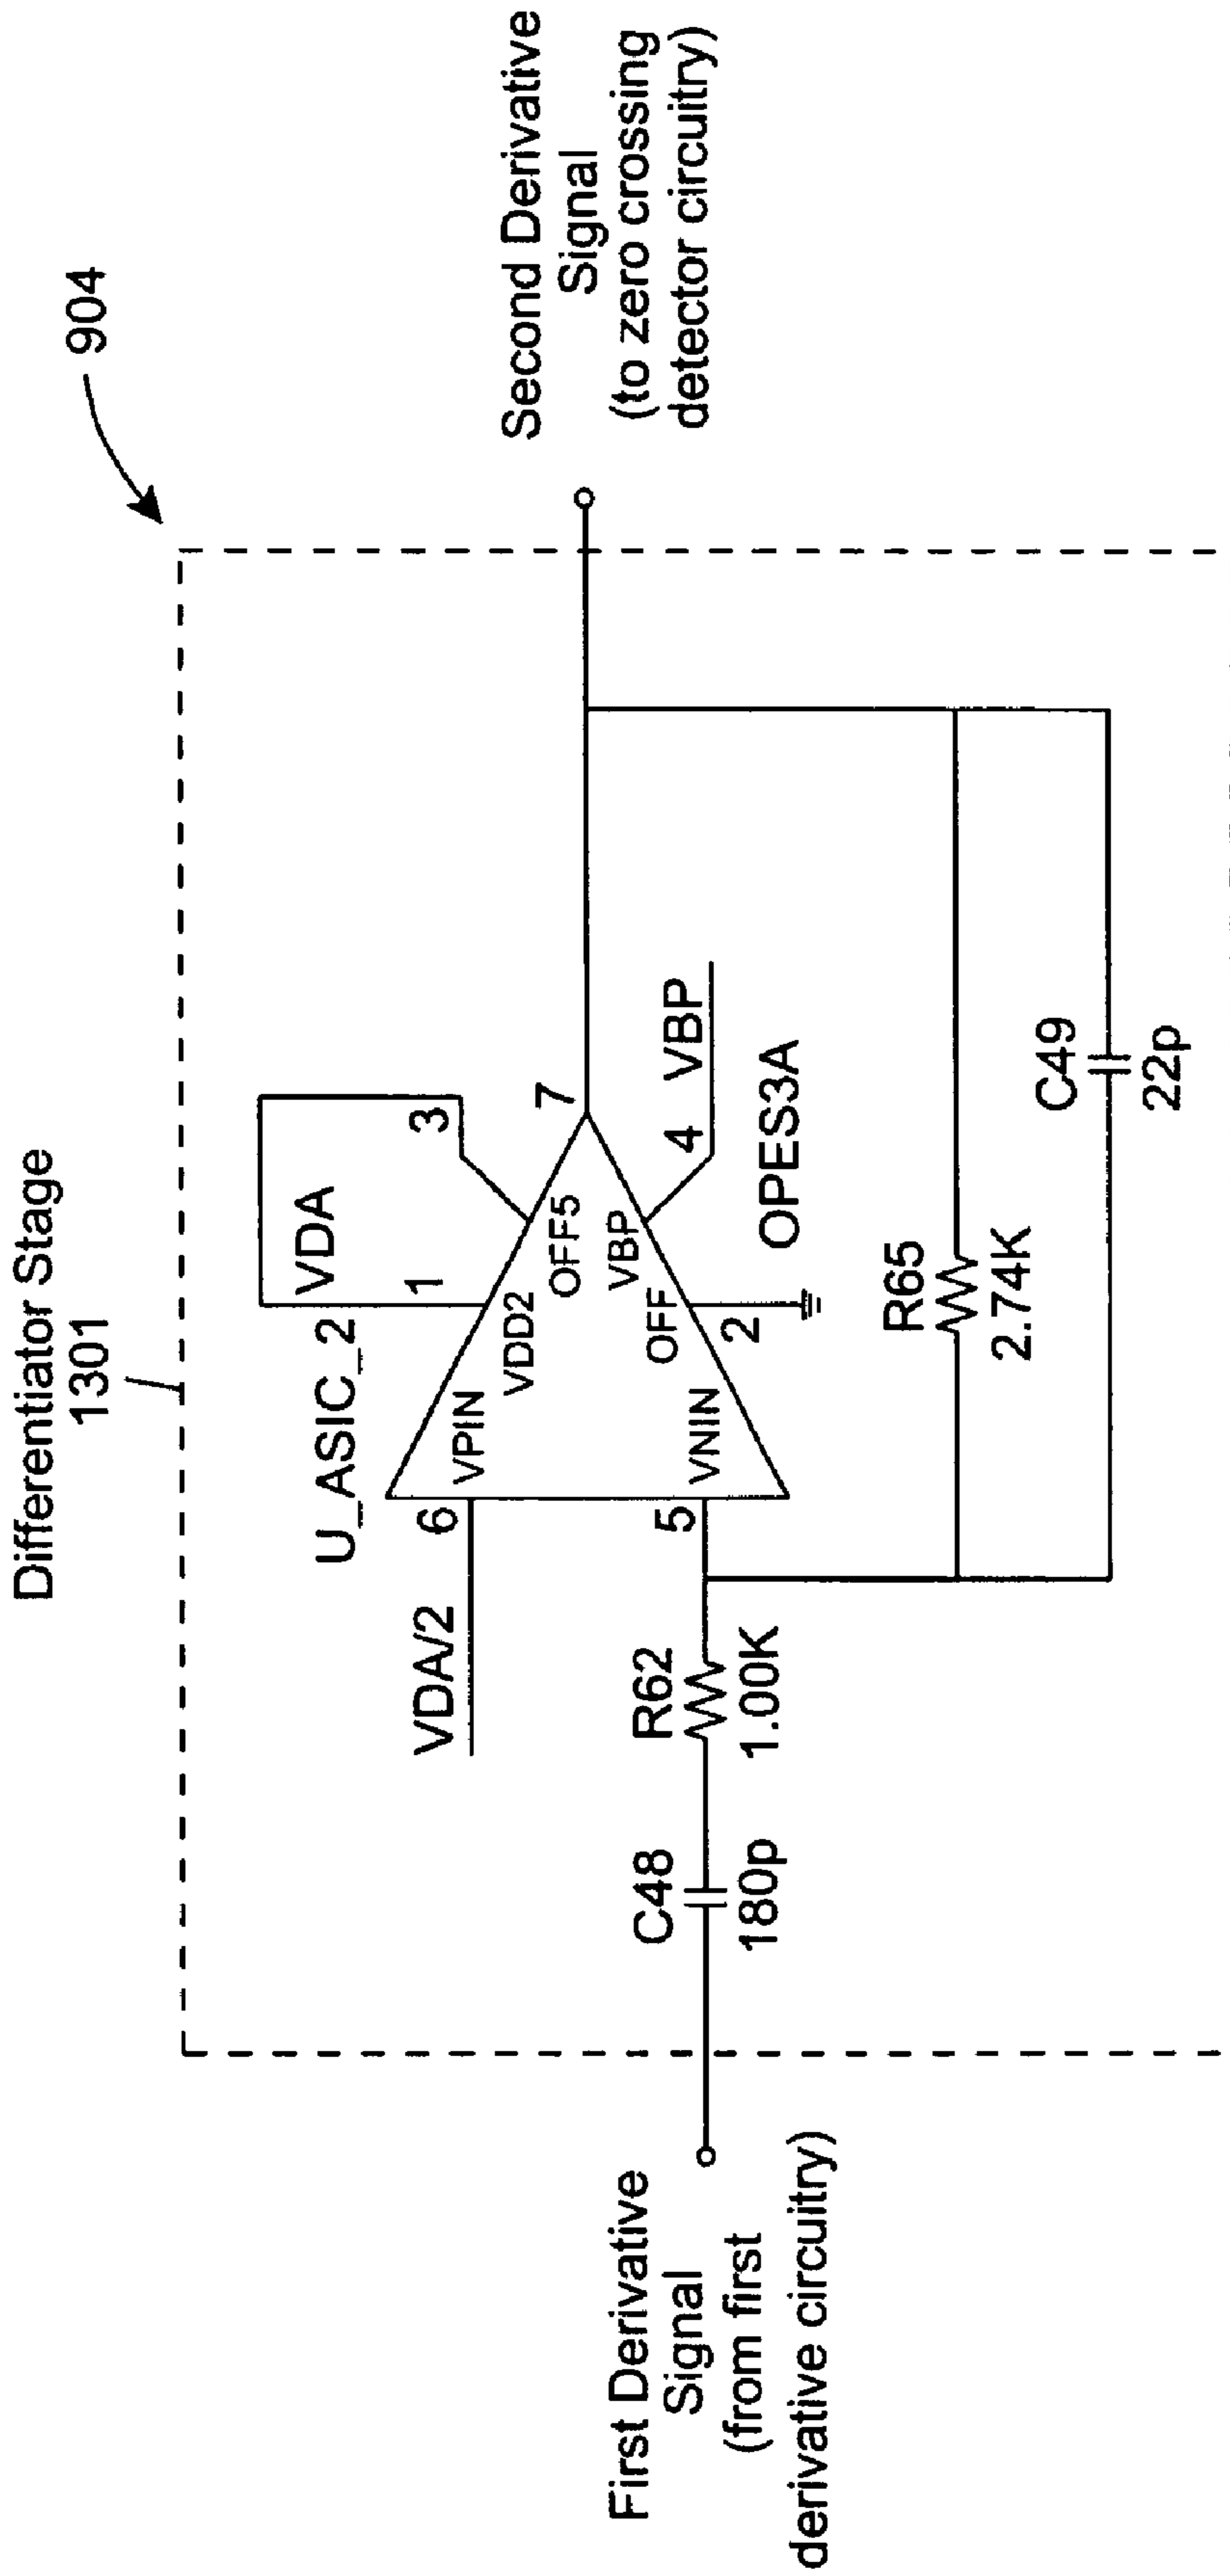 Differentiator Stage
1301
904
U_ASIC_2
VDA
1
3
VDA/2
6
VPIN
VDD2
OFF5
7
5
VNIN
OFF
VBP
2
4
VBP
OPES3A
First Derivative
Signal
(from first
derivative circuitry)
C48
180p
R62
1.00K
R65
2.74K
C49
22p
Second Derivative
Signal
(to zero crossing
detector circuitry)